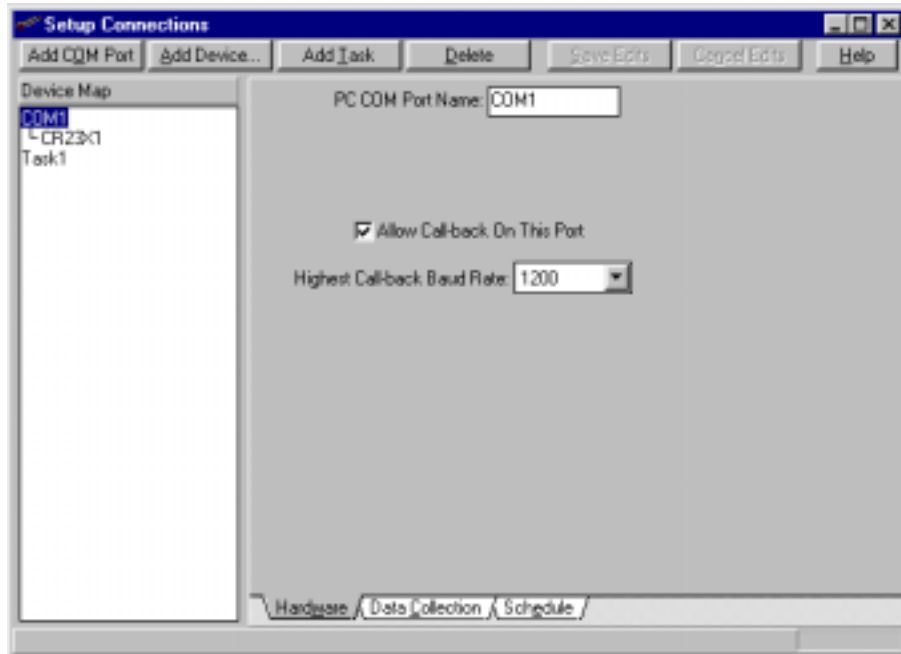 Setup Connections
Add COM Port Add Device... Add Task Delete Save Edits Cancel Edits Help
Device Map
COM1
CR23X1
Task1
PC COM Port Name: COM1
Allow Call-back On This Port
Highest Call-back Baud Rate: 1200
Hardware Data Collection Schedule